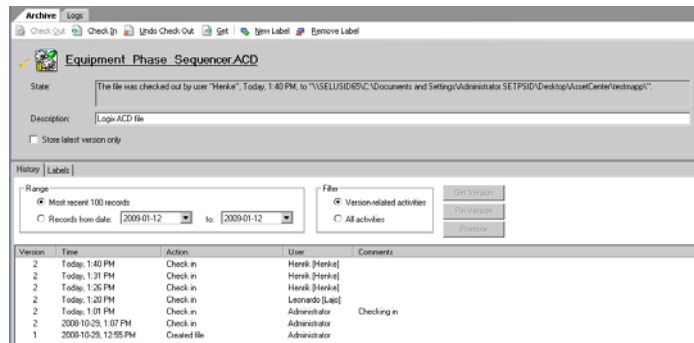 Archive Logs
Check Out Check In Undo Check Out Get New Label Remove Label
Equipment Phase Sequencer.ACD
State: The file was checked out by user "Henke", Today, 1:40 PM, to "\\SELUSID65\C:\Documents and Settings\Administrator.SETPSID\Desktop\AssetCenter\testmapp\".
Description: Logix ACD file
Store latest version only
History Labels
Range Filter
Most recent 100 records Version-related activities Get Version
Records from date: 2009-01-12 to: 2009-01-12 All activities Pin Version
Promote
Version Time Action User Comments
2 Today, 1:40 PM Check in Henrik [Henke]
2 Today, 1:31 PM Check in Henrik [Henke]
2 Today, 1:26 PM Check in Henrik [Henke]
2 Today, 1:20 PM Check in Leonardo [Lajo]
2 Today, 1:01 PM Check in Administrator Checking in
2 2008-10-29, 1:07 PM Check in Administrator
1 2008-10-29, 12:55 PM Created file Administrator